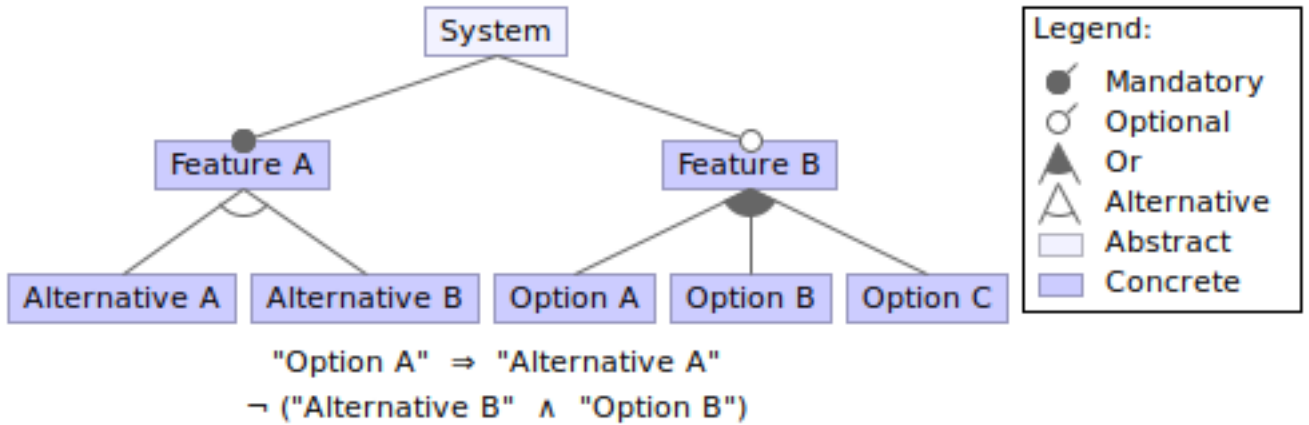 System
Feature A
Feature B
Alternative A
Alternative B
Option A
Option B
Option C
"Option A" ⇒ "Alternative A"
¬ ("Alternative B" ∧ "Option B")
Legend:
Mandatory
Optional
Or
Alternative
Abstract
Concrete